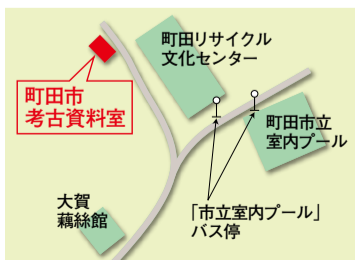 町田リサイクル
文化センター
町田市
考古資料室
町田市立
室内プール
大賀
藕絲館
「市立室内プール」
バス停